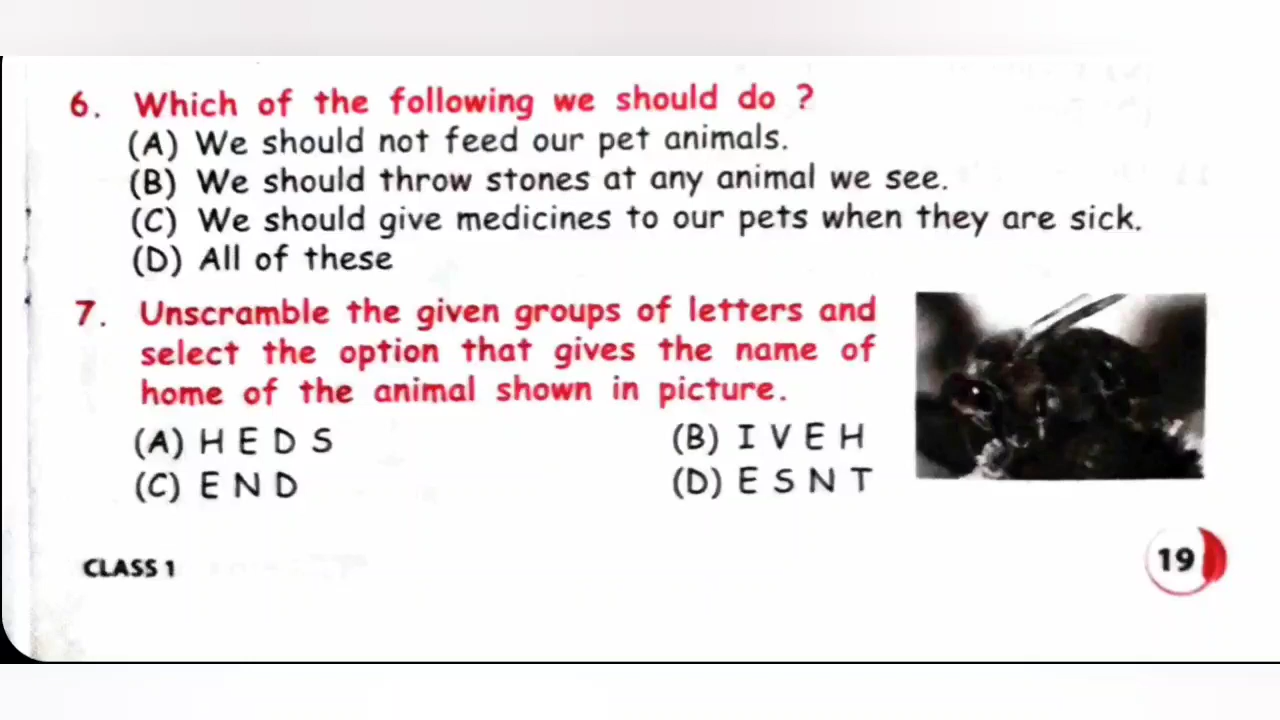 6. Which of the following we should do ?
(A) We should not feed our pet animals.
(B) We should throw stones at any animal we see.
(C) We should give medicines to our pets when they are sick.
(D) All of these
7. Unscramble the given groups of letters and
select the option that gives the name of
home of the animal shown in picture.
(A) H E D S (B) I V E H
(C) E N D (D) E S N T
CLASS 1 19